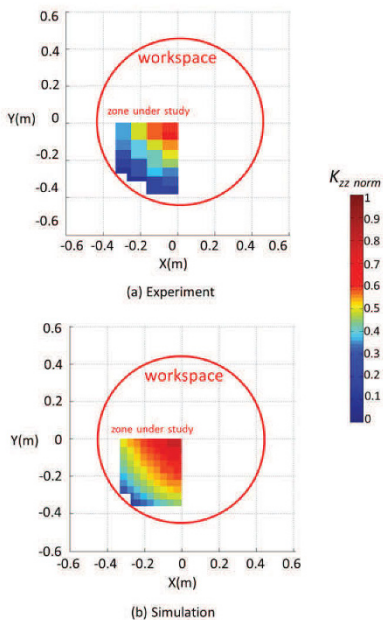 0.6
0.4
workspace
0.2
zone under study
Y(m) 0
-0.2
-0.4
-0.6
-0.6 -0.4 -0.2 0 0.2 0.4 0.6
X(m)
(a) Experiment
Kzz norm
1
0.9
0.8
0.7
0.6
0.5
0.4
0.3
0.2
0.1
0
0.6
0.4
workspace
0.2
zone under study
Y(m) 0
-0.2
-0.4
-0.6
-0.6 -0.4 -0.2 0 0.2 0.4 0.6
X(m)
(b) Simulation